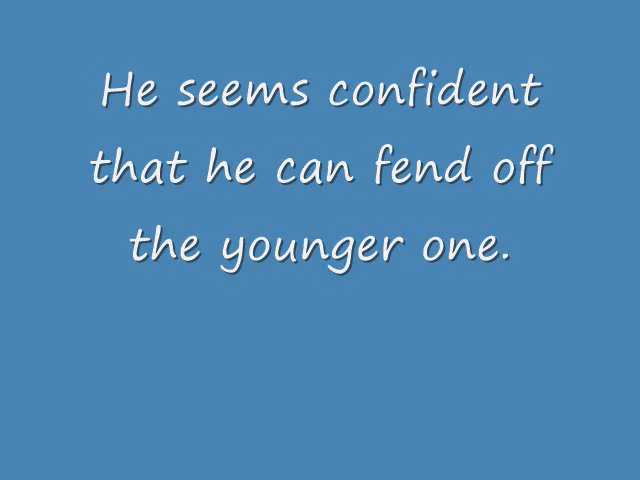 He seems confident
that he can fend off
the younger one.